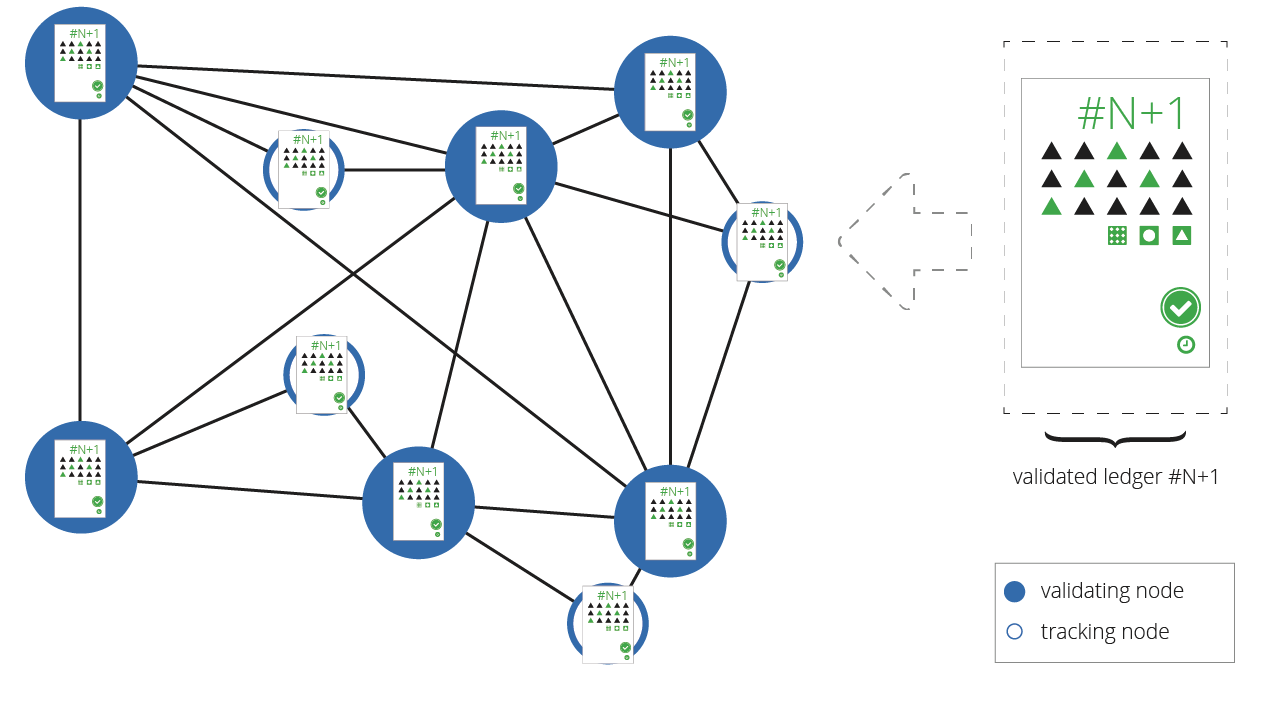 #N+1
#N+1
#N+1
#N+1
#N+1
#N+1
#N+1
#N+1
#N+1
#N+1
#N+1
validated ledger #N+1
validating node
tracking node